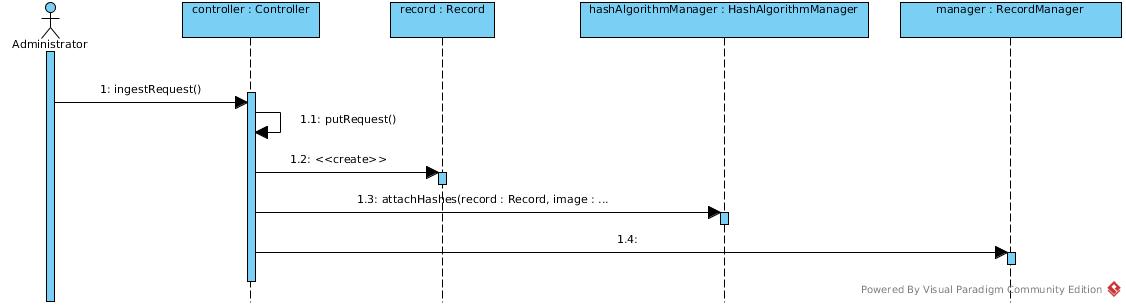 controller : Controller
record : Record
hashAlgorithmManager : HashAlgorithmManager
manager : RecordManager
Administrator
1: ingestRequest()
1.1: putRequest()
1.2: <<create>>
1.3: attachHashes(record : Record, image : ...
1.4:
Powered By Visual Paradigm Community Edition